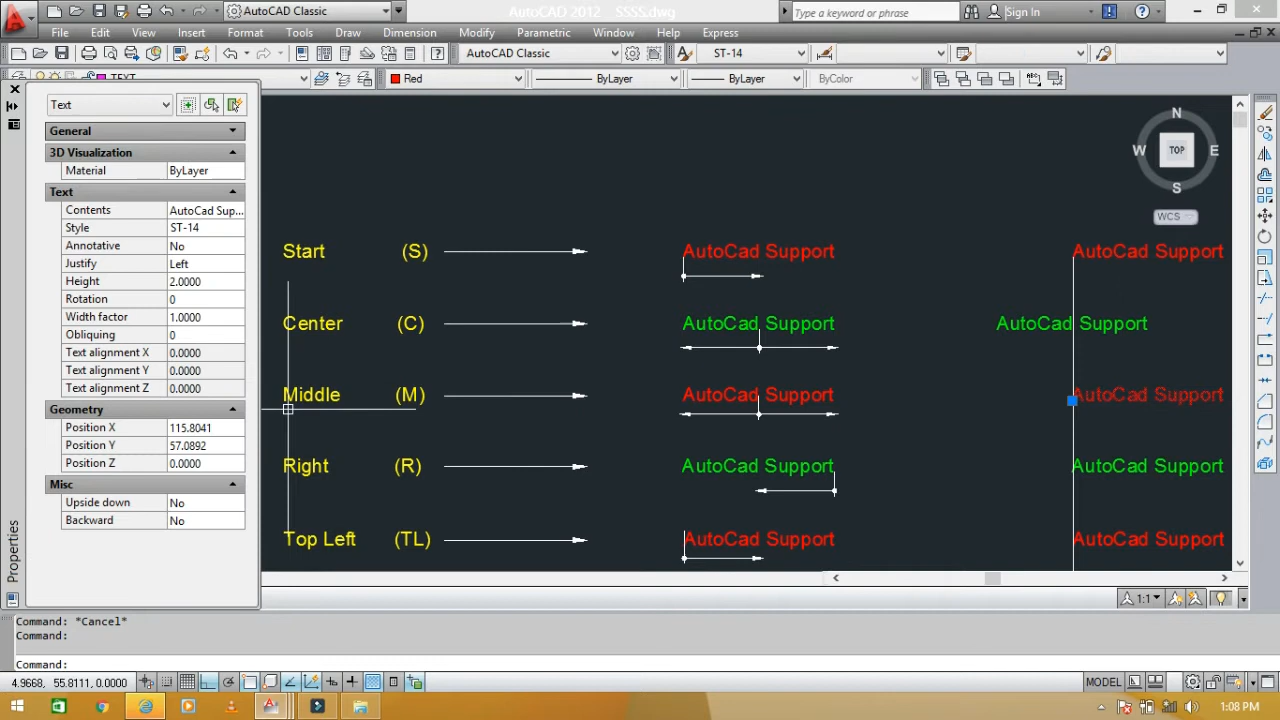 AutoCAD Classic
AutoCAD 2012 SSSS.dwg
Type a keyword or phrase
Sign In
File Edit View Insert Format Tools Draw Dimension Modify Parametric Window Help Express
AutoCAD Classic
ST-14
TEXT
Red
ByLayer
ByLayer
ByColor
Text
General
3D Visualization
Material ByLayer
Text
Contents AutoCad Sup...
Style ST-14
Annotative No
Justify Left
Height 2.0000
Rotation 0
Width factor 1.0000
Obliquing 0
Text alignment X 0.0000
Text alignment Y 0.0000
Text alignment Z 0.0000
Geometry
Position X 115.8041
Position Y 57.0892
Position Z 0.0000
Misc
Upside down No
Backward No
Properties
N
W TOP E
S
WCS
Start (S) AutoCad Support AutoCad Support
Center (C) AutoCad Support AutoCad Support
Middle (M) AutoCad Support AutoCad Support
Right (R) AutoCad Support AutoCad Support
Top Left (TL) AutoCad Support AutoCad Support
1:1
Command: *Cancel*
Command:
Command:
4.9668, 55.8111, 0.0000
MODEL
1:08 PM